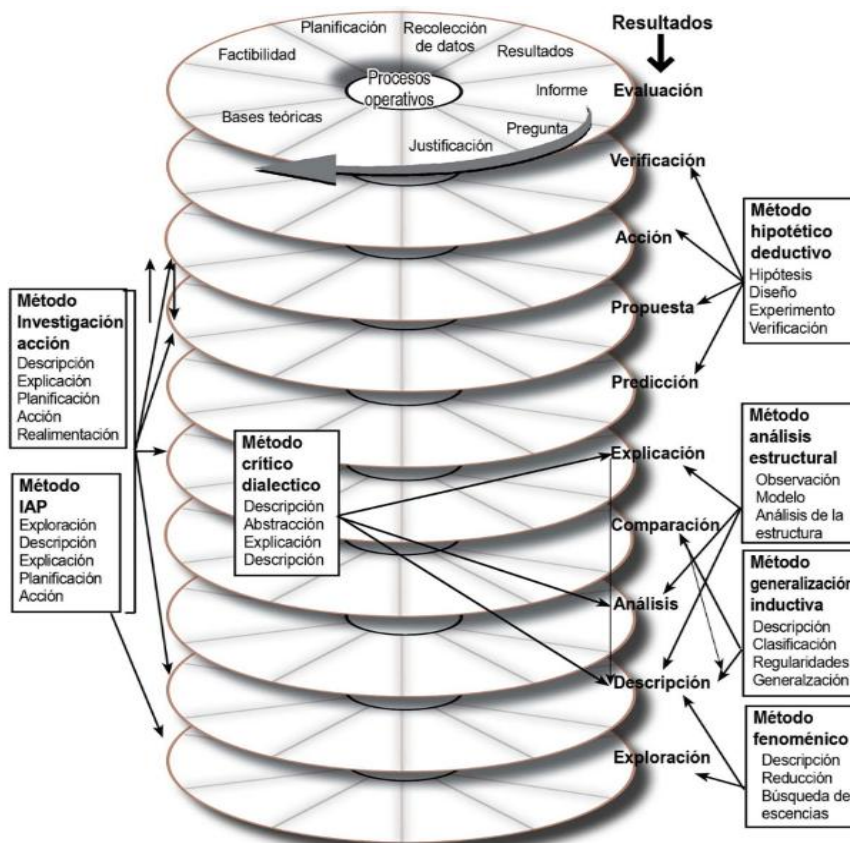 Planificación
Recolección
de datos
Resultados
Factibilidad
Procesos
operativos
Informe
Bases teóricas
Pregunta
Justificación
Resultados
Evaluación
Verificación
Acción
Propuesta
Predicción
Explicación
Comparación
Análisis
Descripción
Exploración
Método
Investigación
acción
Descripción
Explicación
Planificación
Acción
Realimentación
Método
IAP
Exploración
Descripción
Explicación
Planificación
Acción
Método
crítico
dialectico
Descripción
Abstracción
Explicación
Descripción
Método
hipotético
deductivo
Hipótesis
Diseño
Experimento
Verificación
Método
análisis
estructural
Observación
Modelo
Análisis de la
estructura
Método
generalización
inductiva
Descripción
Clasificación
Regularidades
Generalzación
Método
fenoménico
Descripción
Reducción
Búsqueda de
escencias